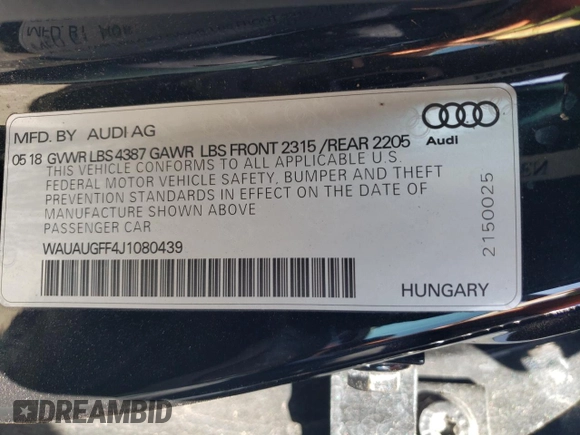 MFD. BY AUDI AG
05 18 GVWR LBS 4387 GAWR LBS FRONT 2315 /REAR 2205
THIS VEHICLE CONFORMS TO ALL APPLICABLE U.S.
FEDERAL MOTOR VEHICLE SAFETY, BUMPER AND THEFT
PREVENTION STANDARDS IN EFFECT ON THE DATE OF
MANUFACTURE SHOWN ABOVE
PASSENGER CAR
WAUAUGFF4J1080439
Audi
2150025
HUNGARY
DREAMBID